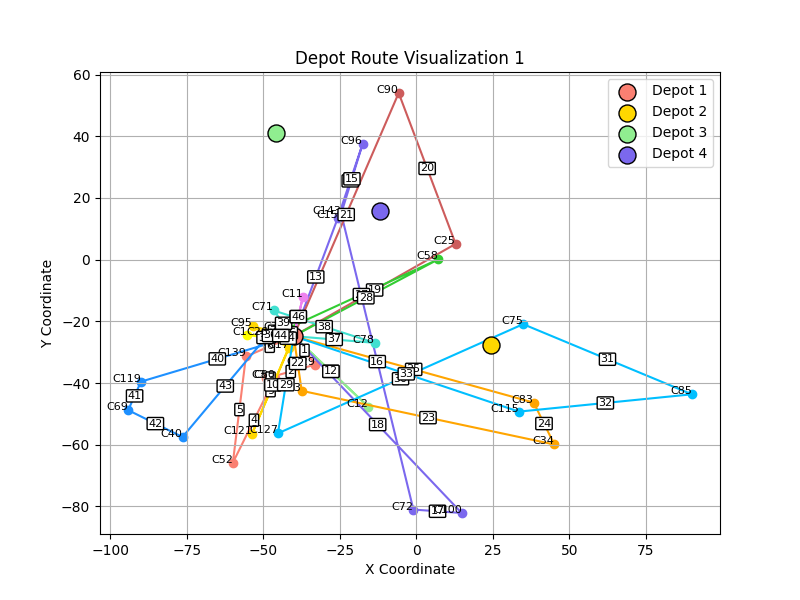 Depot Route Visualization 1
Depot 1
Depot 2
Depot 3
Depot 4
Y Coordinate
60
40
20
0
−20
−40
−60
−80
−100
−75
−50
−25
0
25
50
75
X Coordinate
C90
C96
C143
C25
C58
C11
C71
C95
C139
C78
C119
C69
C40
C121
C127
C52
C12
C75
C85
C83
C115
C34
C72
C100
20
15
21
13
19
28
46
39
38
37
44
1
22
2
12
16
33
10
29
40
41
42
43
5
4
18
23
24
31
32
17